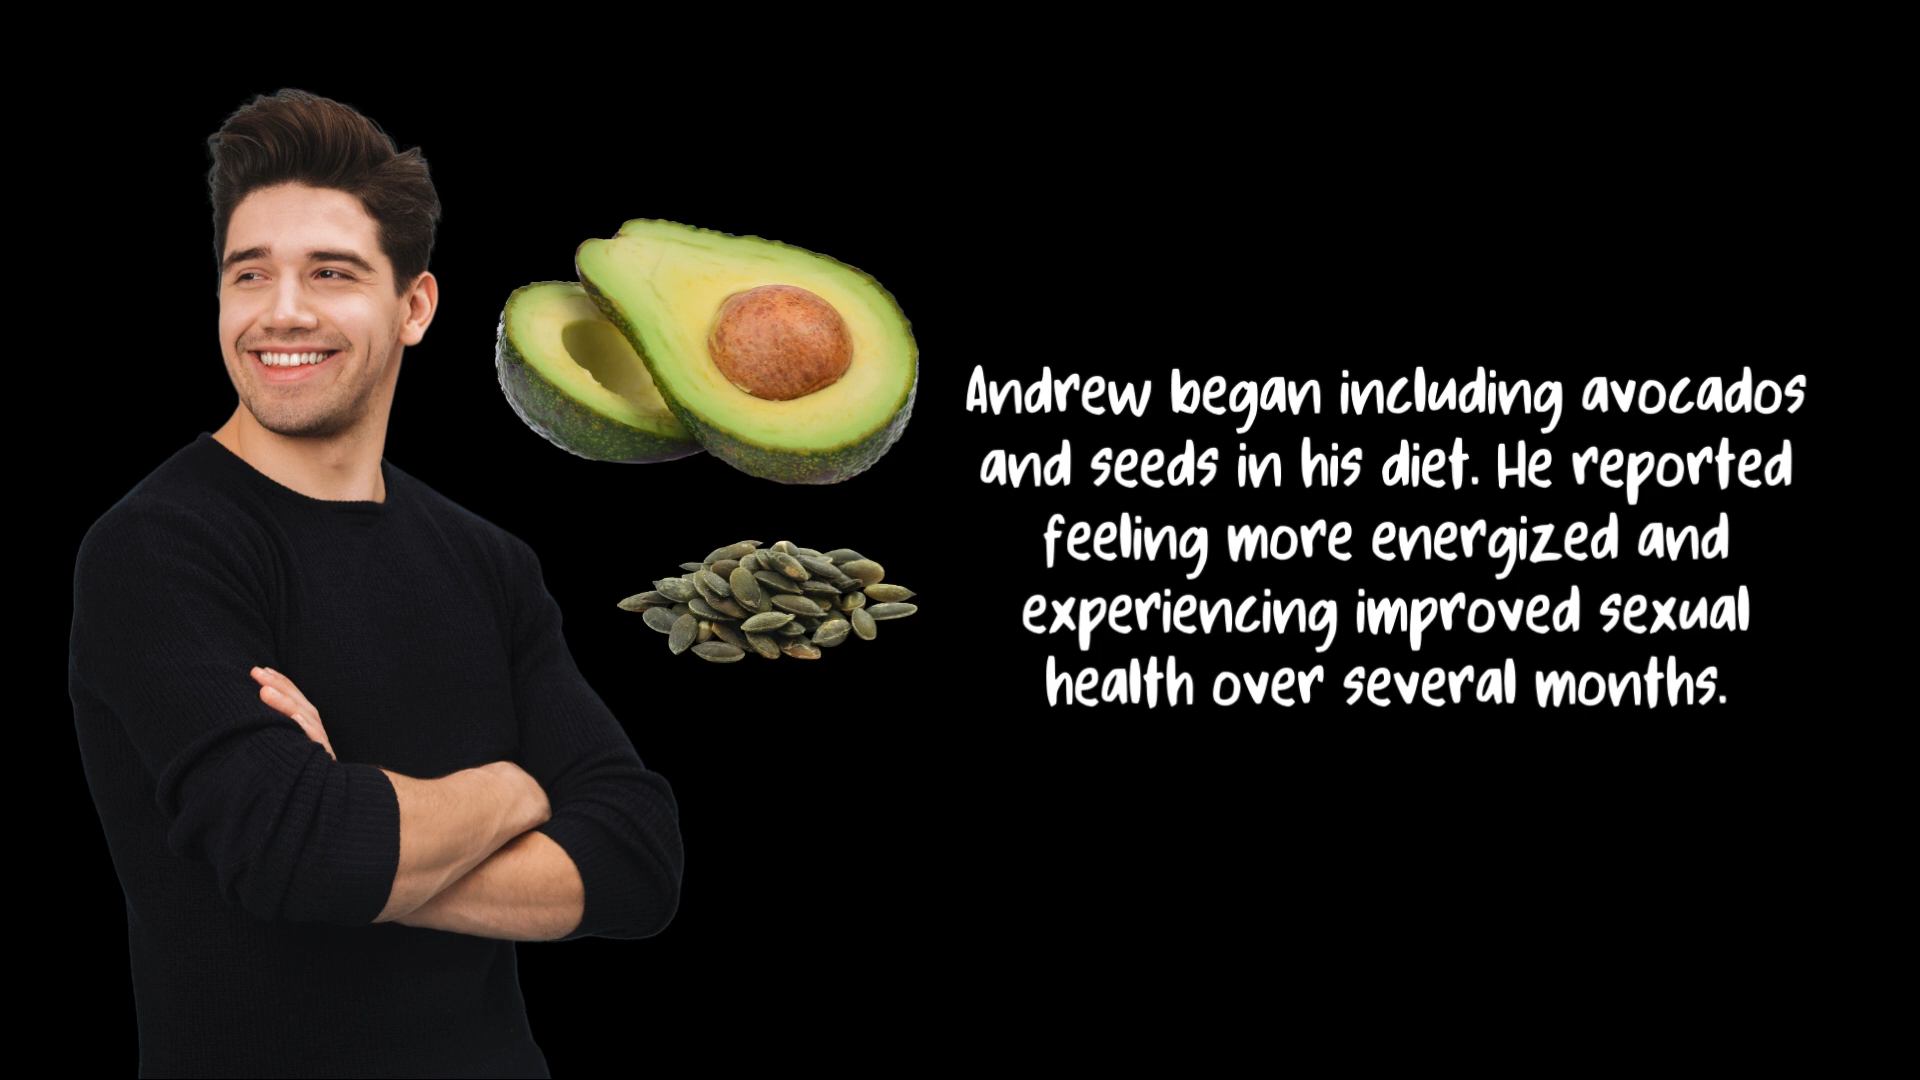 Andrew began including avocados
and seeds in his diet. He reported
feeling more energized and
experiencing improved sexual
health over several months.